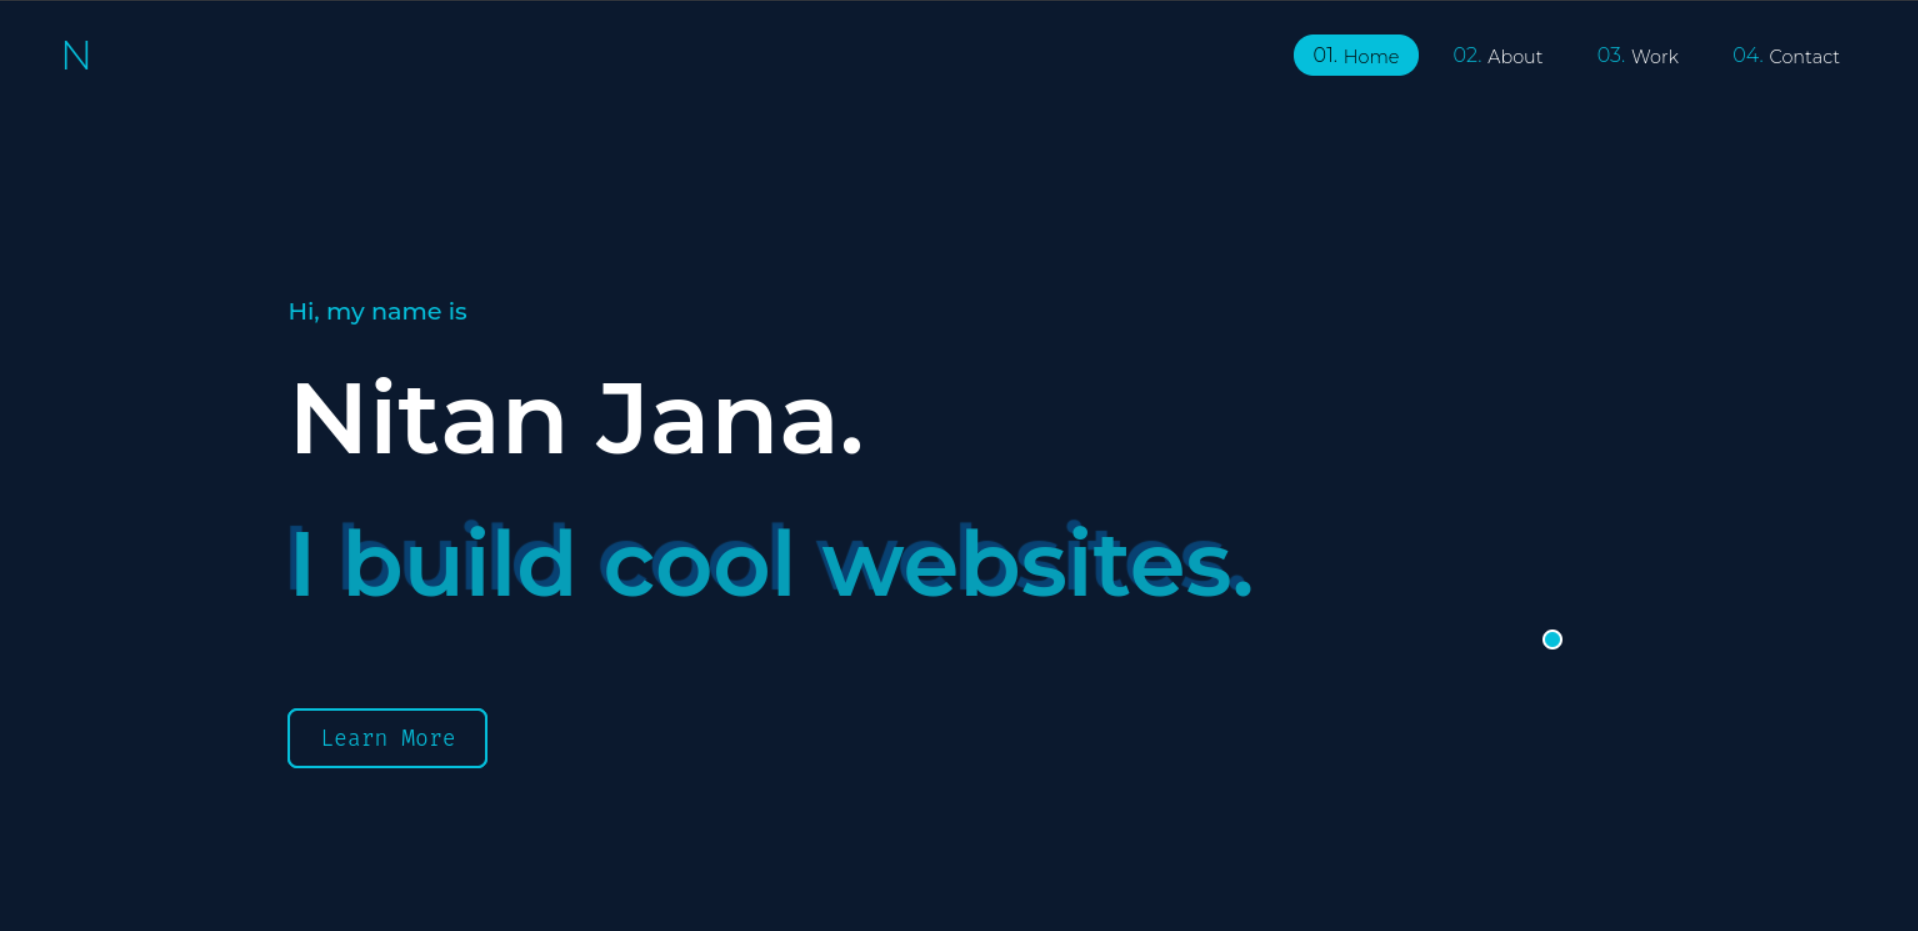 N
01. Home 02. About 03. Work 04. Contact
Hi, my name is
Nitan Jana.
I build cool websites.
Learn More